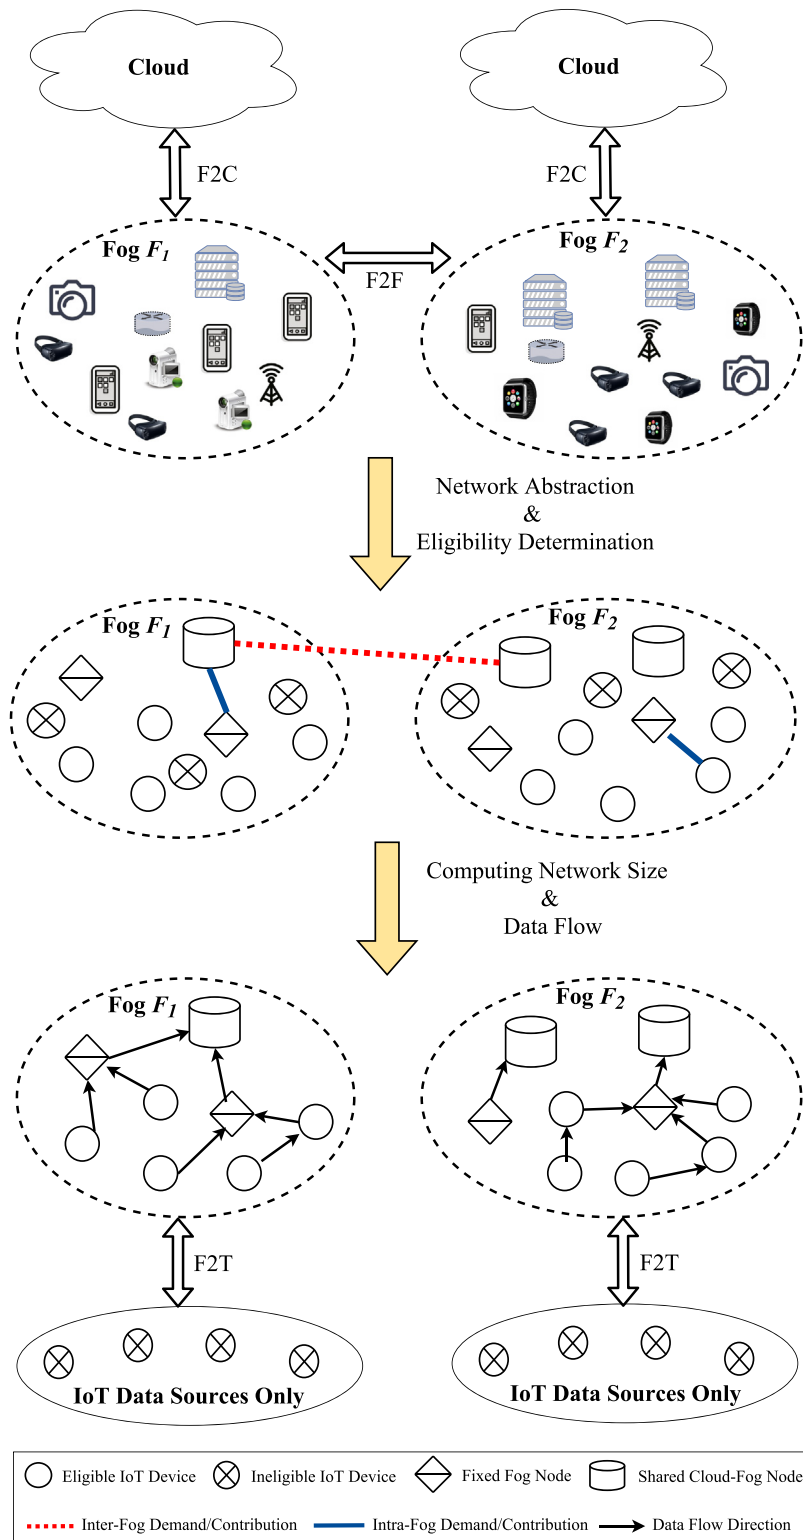 Cloud
Cloud
F2C
F2C
Fog F1
Fog F2
F2F
Network Abstraction
&
Eligibility Determination
Fog F1
Fog F2
Computing Network Size
&
Data Flow
Fog F1
Fog F2
F2T
F2T
IoT Data Sources Only
IoT Data Sources Only
Eligible IoT Device
Ineligible IoT Device
Fixed Fog Node
Shared Cloud-Fog Node
Inter-Fog Demand/Contribution
Intra-Fog Demand/Contribution
Data Flow Direction